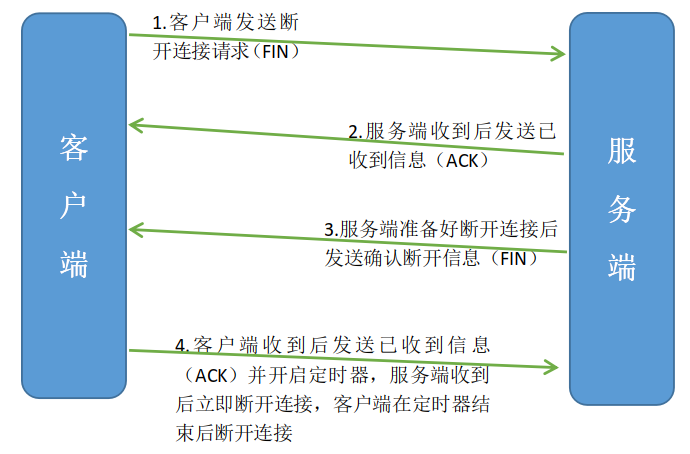 1.客户端发送断
开连接请求（FIN）
2.服务端收到后发送已
收到信息（ACK）
3.服务端准备好断开连接后
发送确认断开信息（FIN）
4.客户端收到后发送已收到信息
（ACK）并开启定时器，服务端收到
后立即断开连接，客户端在定时器结
束后断开连接
客户端
服务端